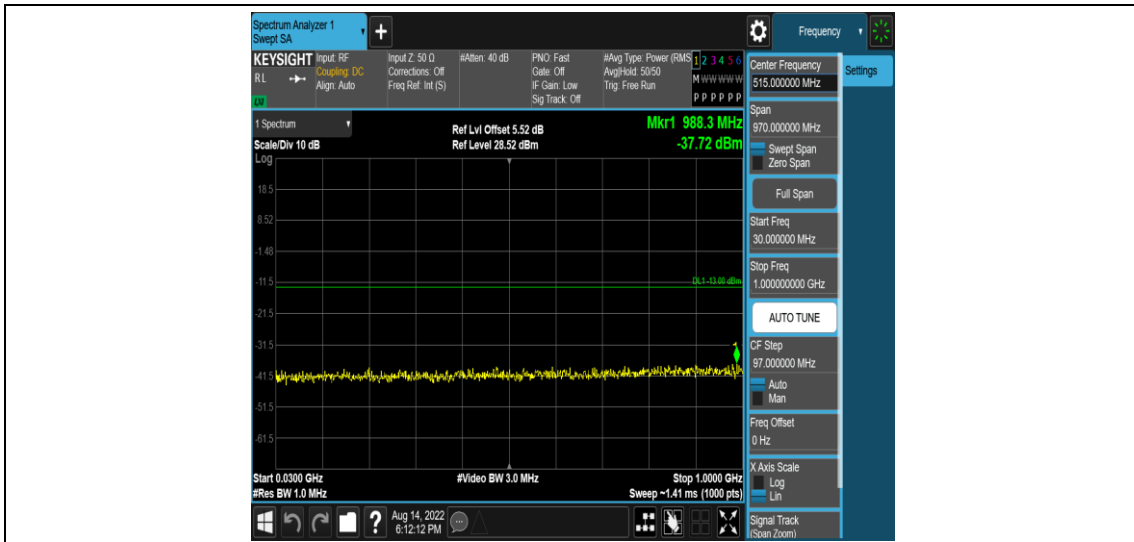 Spectrum Analyzer 1
Swept SA
+
Frequency
KEYSIGHT
RL
LXI
Input: RF
Coupling: DC
Align: Auto
Input Z: 50 Ω
Corrections: Off
Freq Ref: Int (S)
#Atten: 40 dB
PNO: Fast
Gate: Off
IF Gain: Low
Sig Track: Off
#Avg Type: Power (RMS
Avg|Hold: 50/50
Trig: Free Run
1 2 3 4 5 6
M W W W W W
P P P P P P
1 Spectrum
Scale/Div 10 dB
Log
Ref Lvl Offset 5.52 dB
Ref Level 28.52 dBm
Mkr1 988.3 MHz
-37.72 dBm
18.5
8.52
-1.48
-11.5
DL1 -13.00 dBm
-21.5
-31.5
1
-41.5
-51.5
-61.5
Start 0.0300 GHz
#Res BW 1.0 MHz
#Video BW 3.0 MHz
Stop 1.0000 GHz
Sweep ~1.41 ms (1000 pts)
?
Aug 14, 2022
6:12:12 PM
Center Frequency
515.000000 MHz
Settings
Span
970.000000 MHz
Swept Span
Zero Span
Full Span
Start Freq
30.000000 MHz
Stop Freq
1.000000000 GHz
AUTO TUNE
CF Step
97.000000 MHz
Auto
Man
Freq Offset
0 Hz
X Axis Scale
Log
Lin
Signal Track
(Span Zoom)